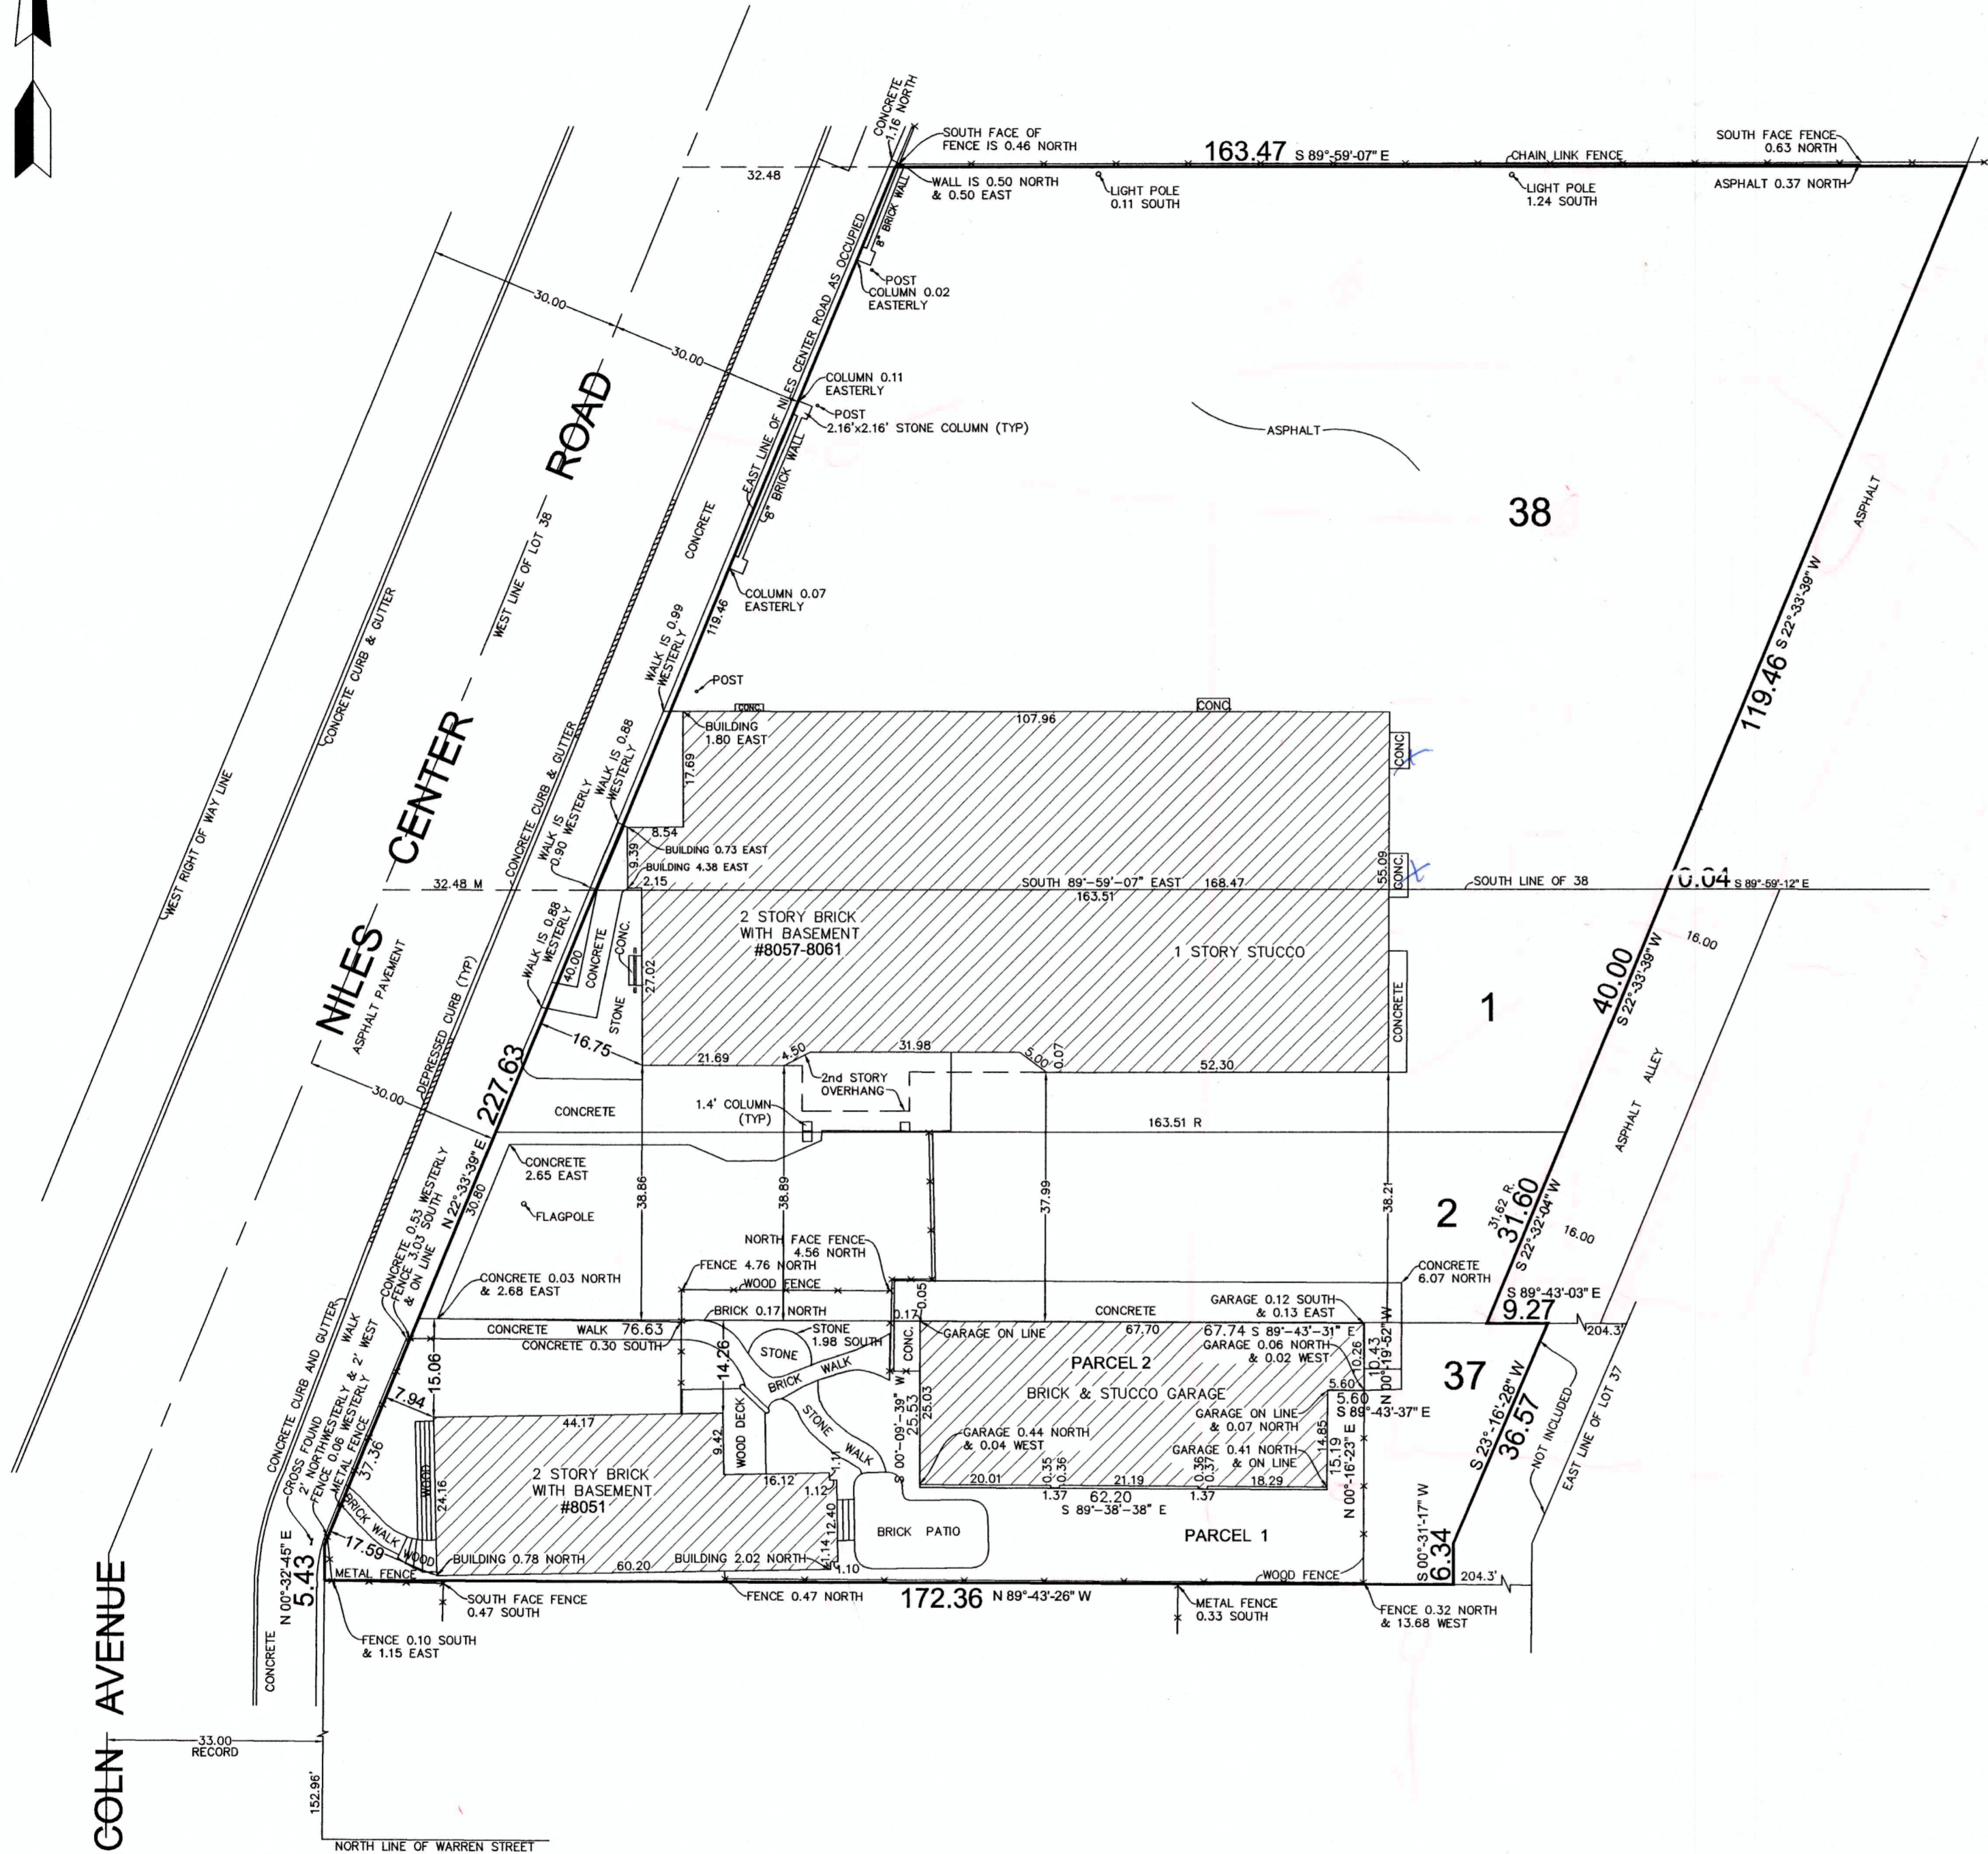 CONCRETE
1.16 NORTH
SOUTH FACE OF
FENCE IS 0.46 NORTH
163.47 S 89°-59'-07" E
CHAIN LINK FENCE
SOUTH FACE FENCE
0.63 NORTH
ASPHALT 0.37 NORTH
32.48
WALL IS 0.50 NORTH
& 0.50 EAST
8" BRICK WALL
LIGHT POLE
0.11 SOUTH
LIGHT POLE
1.24 SOUTH
POST
COLUMN 0.02
EASTERLY
30.00
30.00
EAST LINE OF NILES CENTER ROAD AS OCCUPIED
COLUMN 0.11
EASTERLY
POST
2.16'x2.16' STONE COLUMN (TYP)
8" BRICK WALL
ASPHALT
38
ASPHALT
NILES CENTER ROAD
WEST LINE OF LOT 38
CONCRETE
COLUMN 0.07
EASTERLY
119.46
CONCRETE CURB & GUTTER
WEST RIGHT OF WAY LINE
WALK IS 0.99
WESTERLY
POST
119.46 S 22°-33'-39" W
CONC.
CONC.
107.96
BUILDING
1.80 EAST
17.69
CONC
CONCRETE CURB & GUTTER
WALK IS 0.88
WESTERLY
WALK IS
0.90 WESTERLY
8.54
9.39
BUILDING 0.73 EAST
BUILDING 4.38 EAST
2.15
32.48 M
SOUTH 89°-59'-07" EAST 168.47
163.51
55.09
CONC.
SOUTH LINE OF 38
0.04 S 89°-59'-12" E
WALK IS 0.88
WESTERLY
40.00
CONCRETE
CONC.
27.02
STONE
2 STORY BRICK
WITH BASEMENT
#8057-8061
1 STORY STUCCO
CONCRETE
1
40.00
S 22°-33'-39" W
16.00
ASPHALT ALLEY
ASPHALT PAVEMENT
DEPRESSED CURB (TYP)
30.00
16.75
227.63
N 22°-33'-39" E
21.69
4.50
31.98
5.00
0.07
52.30
2nd STORY
OVERHANG
1.4' COLUMN
(TYP)
CONCRETE
163.51 R
CONCRETE
2.65 EAST
30.80
FLAGPOLE
38.86
38.89
37.99
38.21
2
31.62 R.
31.60
S 22°-32'-04" W
16.00
CONCRETE 0.53 WESTERLY
FENCE 3.03 SOUTH
& ON LINE
NORTH FACE FENCE
4.56 NORTH
FENCE 4.76 NORTH
WOOD FENCE
CONCRETE 0.03 NORTH
& 2.68 EAST
CONCRETE
6.07 NORTH
S 89°-43'-03" E
9.27
204.3'
BRICK 0.17 NORTH
0.17
0.05
CONCRETE
GARAGE 0.12 SOUTH
& 0.13 EAST
CONCRETE WALK 76.63
CONCRETE 0.30 SOUTH
STONE
1.98 SOUTH
STONE
CONC.
GARAGE ON LINE
67.70
67.74 S 89°-43'-31" E
GARAGE 0.06 NORTH
& 0.02 WEST
10.26
10.43
N 00°-19'-52" W
15.06
14.26
BRICK WALK
PARCEL 2
BRICK & STUCCO GARAGE
5.60
5.60
S 89°-43'-37" E
37
S 23°-16'-28" W
36.57
NOT INCLUDED
EAST LINE OF LOT 37
CONCRETE CURB AND GUTTER
WALK
7.94
44.17
WOOD DECK
9.42
STONE WALK
S 00°-09'-39" W
25.53
25.03
GARAGE 0.44 NORTH
& 0.04 WEST
GARAGE ON LINE
& 0.07 NORTH
GARAGE 0.41 NORTH
& ON LINE
14.85
15.19
N 00°-16'-23" E
CROSS FOUND
2' NORTHWESTERLY & 2' WEST
FENCE 0.06 WESTERLY
METAL FENCE
37.36
WOOD
24.16
2 STORY BRICK
WITH BASEMENT
#8051
16.12
1.11
1.12
12.40
1.14
1.10
20.01
0.35
0.36
1.37
21.19
0.36
0.37
1.37
18.29
62.20
S 89°-38'-38" E
BRICK PATIO
PARCEL 1
BRICK WALK
17.59
WOOD
BUILDING 0.78 NORTH
60.20
BUILDING 2.02 NORTH
METAL FENCE
WOOD FENCE
S 00°-31'-17" W
6.34
204.3'
N 00°-32'-45" E
5.43
SOUTH FACE FENCE
0.47 SOUTH
FENCE 0.47 NORTH
172.36 N 89°-43'-26" W
METAL FENCE
0.33 SOUTH
FENCE 0.32 NORTH
& 13.68 WEST
FENCE 0.10 SOUTH
& 1.15 EAST
CONCRETE
COLN AVENUE
33.00
RECORD
152.96'
NORTH LINE OF WARREN STREET